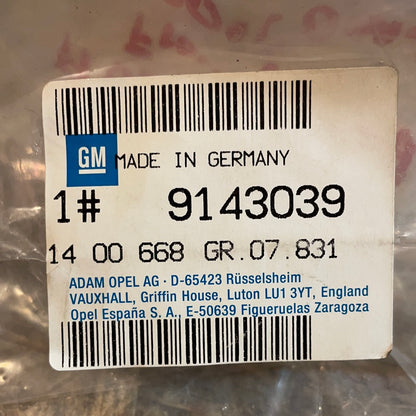 GM MADE IN GERMANY
1# 9143039
14 00 668 GR.07.831
ADAM OPEL AG · D-65423 Rüsselsheim
VAUXHALL, Griffin House, Luton LU1 3YT, England
Opel España S. A., E-50639 Figueruelas Zaragoza